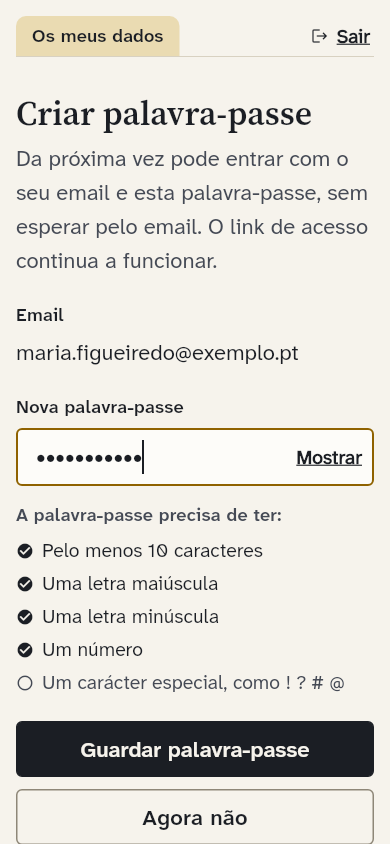 Os meus dados
Sair
Criar palavra-passe
Da próxima vez pode entrar com o
seu email e esta palavra-passe, sem
esperar pelo email. O link de acesso
continua a funcionar.
Email
maria.figueiredo@exemplo.pt
Nova palavra-passe
•••••••••••
Mostrar
A palavra-passe precisa de ter:
Pelo menos 10 caracteres
Uma letra maiúscula
Uma letra minúscula
Um número
Um carácter especial, como ! ? # @
Guardar palavra-passe
Agora não